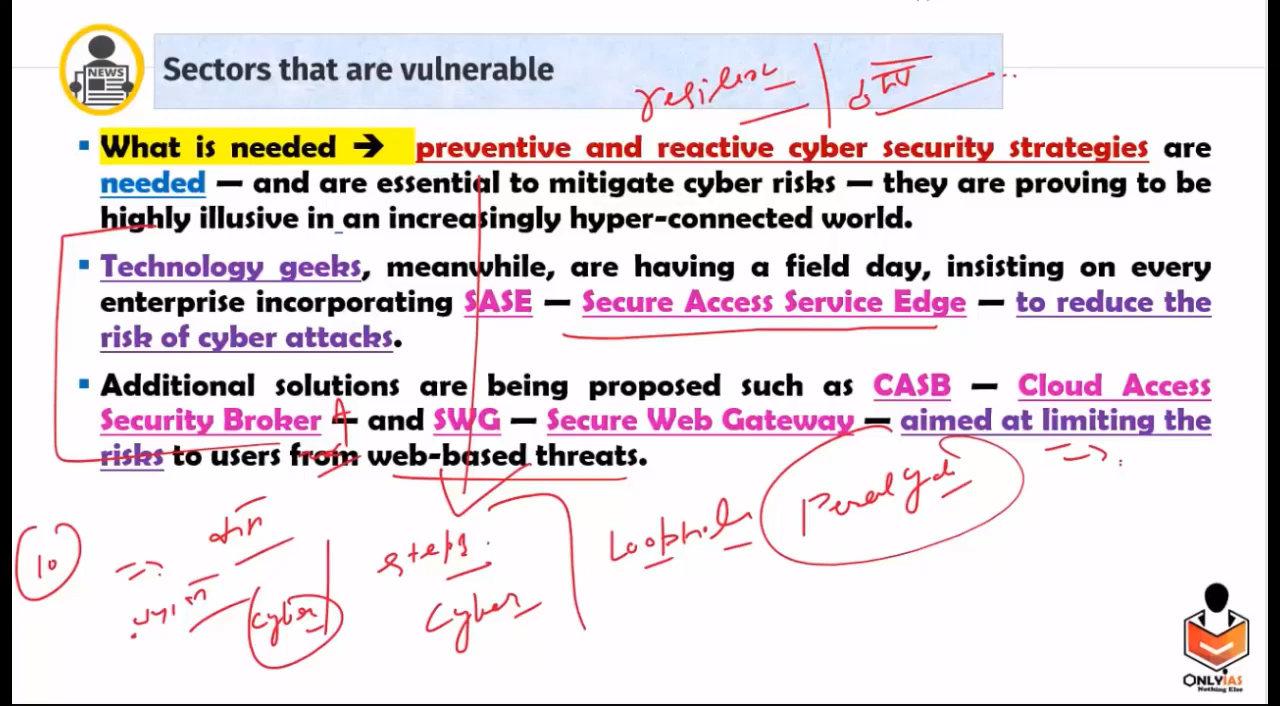 NEWS
Sectors that are vulnerable
▪ What is needed ➔ preventive and reactive cyber security strategies are
needed — and are essential to mitigate cyber risks — they are proving to be
highly illusive in an increasingly hyper-connected world.
▪ Technology geeks, meanwhile, are having a field day, insisting on every
enterprise incorporating SASE — Secure Access Service Edge — to reduce the
risk of cyber attacks.
▪ Additional solutions are being proposed such as CASB — Cloud Access
Security Broker — and SWG — Secure Web Gateway — aimed at limiting the
risks to users from web-based threats.
10
cyber
steps
cyber
ONLYIAS
Nothing Else